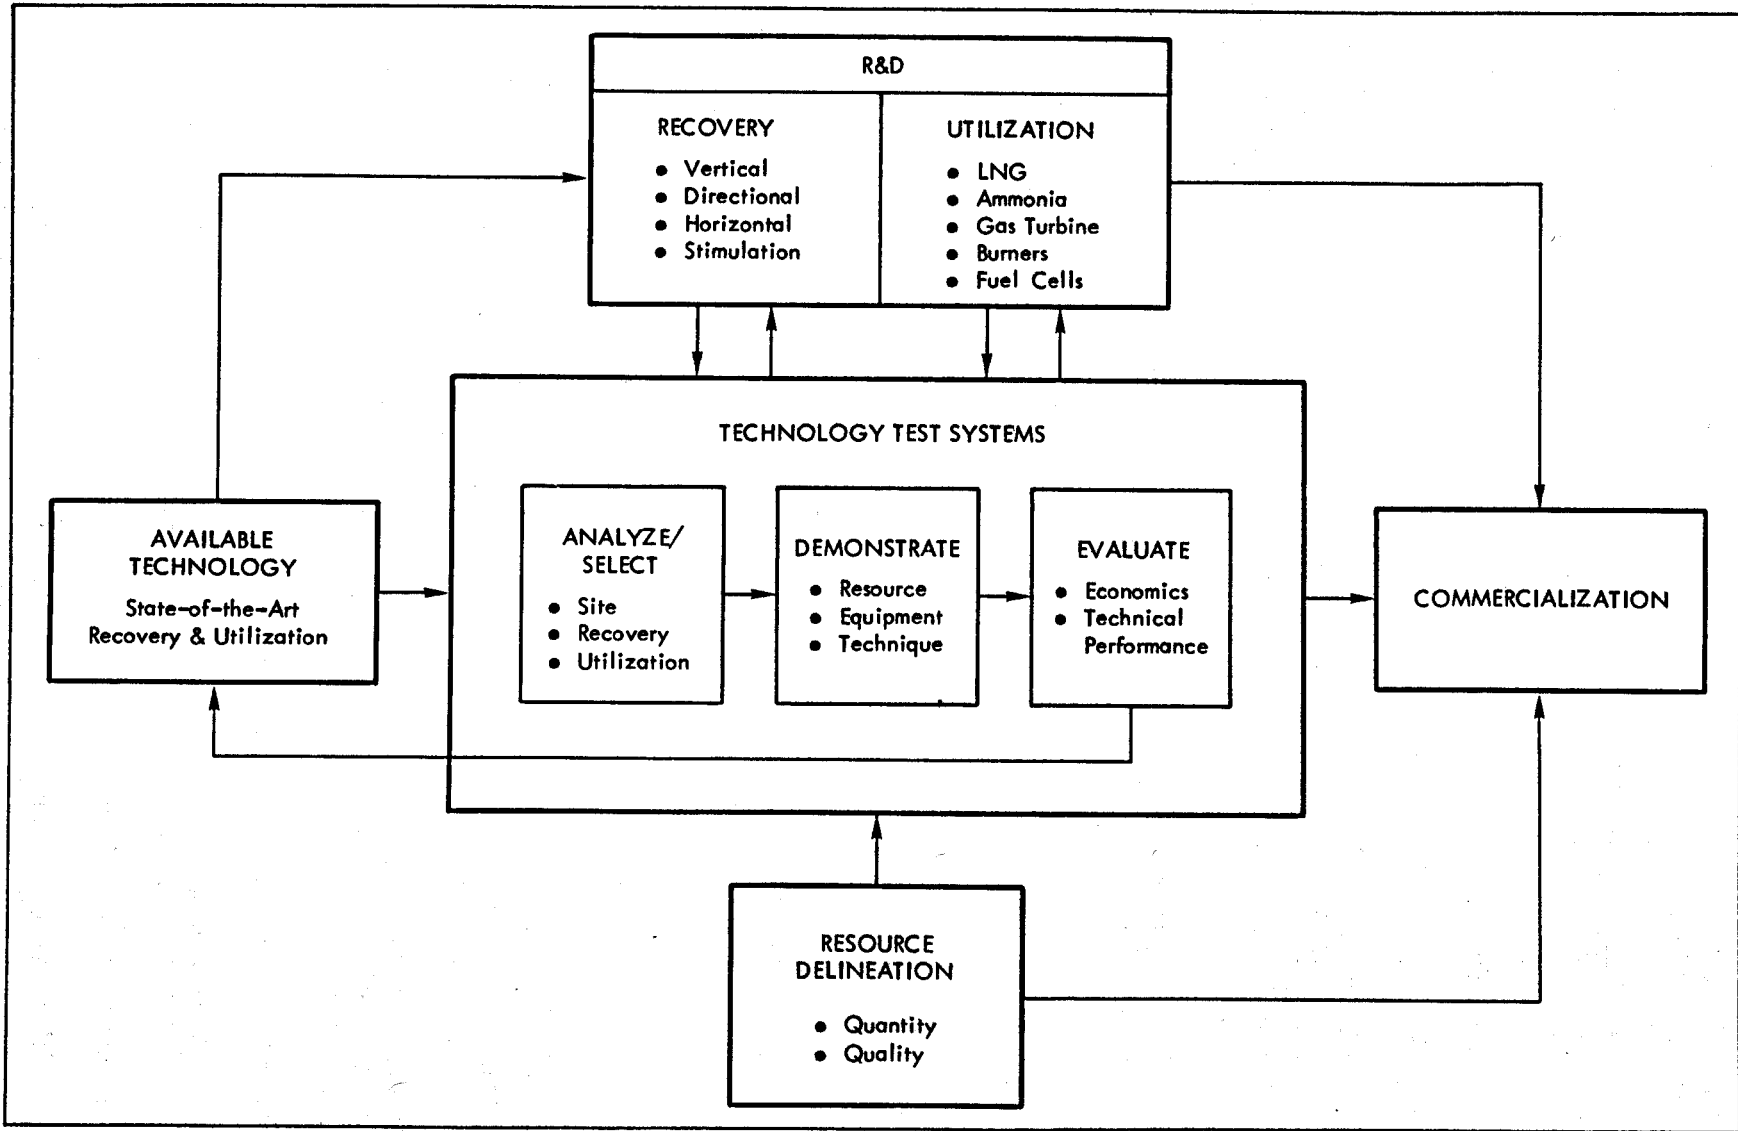 R&D
RECOVERY
● Vertical
● Directional
● Horizontal
● Stimulation
UTILIZATION
● LNG
● Ammonia
● Gas Turbine
● Burners
● Fuel Cells
TECHNOLOGY TEST SYSTEMS
AVAILABLE
TECHNOLOGY
State-of-the-Art
Recovery & Utilization
ANALYZE/
SELECT
● Site
● Recovery
● Utilization
DEMONSTRATE
● Resource
● Equipment
● Technique
EVALUATE
● Economics
● Technical
Performance
COMMERCIALIZATION
RESOURCE
DELINEATION
● Quantity
● Quality